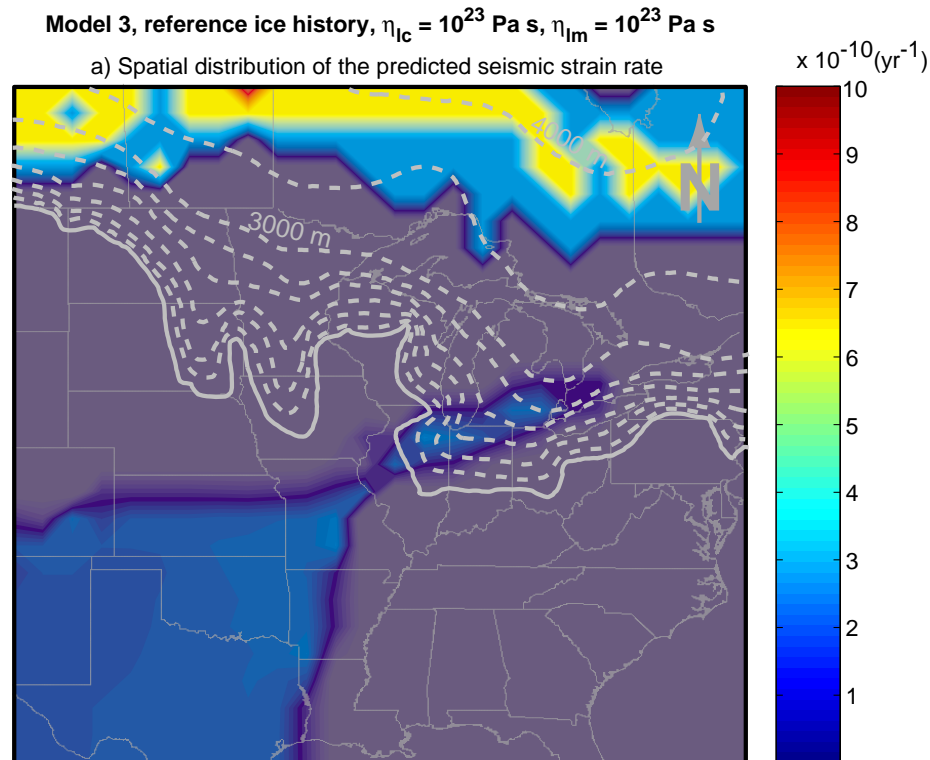 Model 3, reference ice history, ηlc = 10^23 Pa s, ηlm = 10^23 Pa s
a) Spatial distribution of the predicted seismic strain rate
x 10^-10(yr^-1)
4000 m
N
3000 m
10
9
8
7
6
5
4
3
2
1